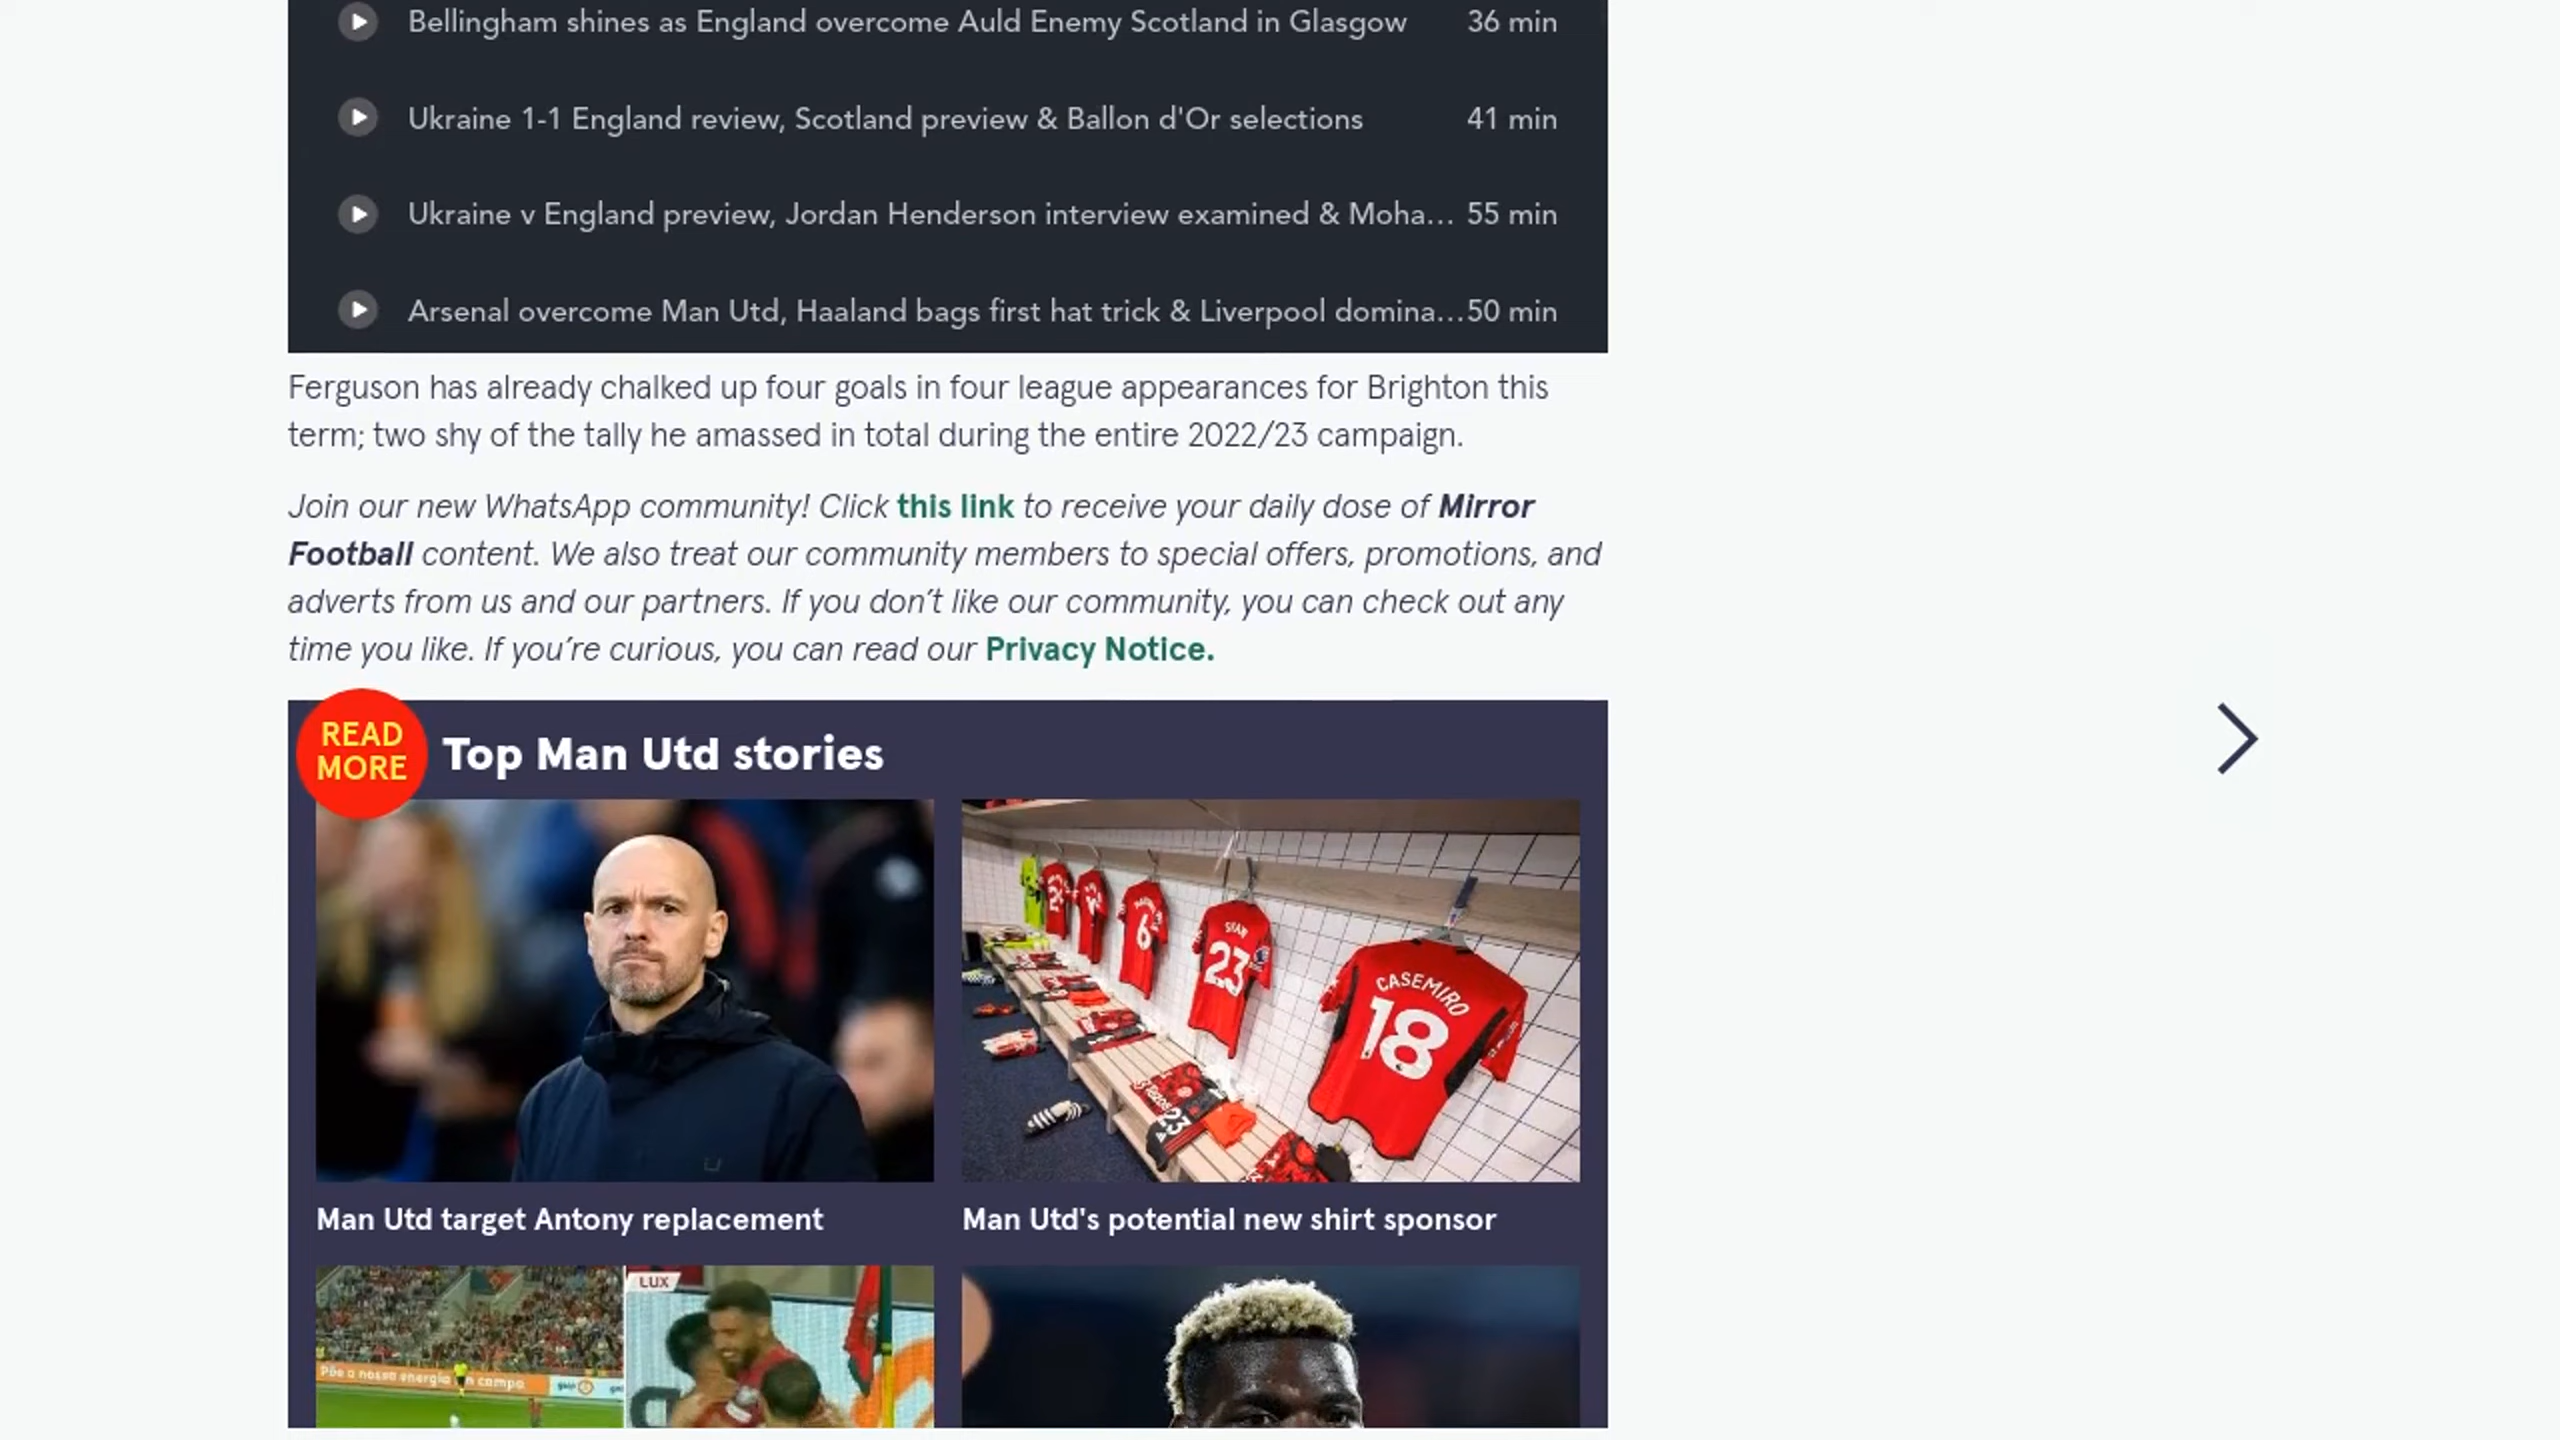 Bellingham shines as England overcome Auld Enemy Scotland in Glasgow 36 min
Ukraine 1-1 England review, Scotland preview & Ballon d'Or selections 41 min
Ukraine v England preview, Jordan Henderson interview examined & Moha... 55 min
Arsenal overcome Man Utd, Haaland bags first hat trick & Liverpool domina... 50 min
Ferguson has already chalked up four goals in four league appearances for Brighton this
term; two shy of the tally he amassed in total during the entire 2022/23 campaign.
Join our new WhatsApp community! Click this link to receive your daily dose of Mirror
Football content. We also treat our community members to special offers, promotions, and
adverts from us and our partners. If you don’t like our community, you can check out any
time you like. If you’re curious, you can read our Privacy Notice.
READ
MORE
Top Man Utd stories
6
SHAW
23
CASEMIRO
18
23
Man Utd target Antony replacement
Man Utd's potential new shirt sponsor
LUX
Põe a nossa energia em campo